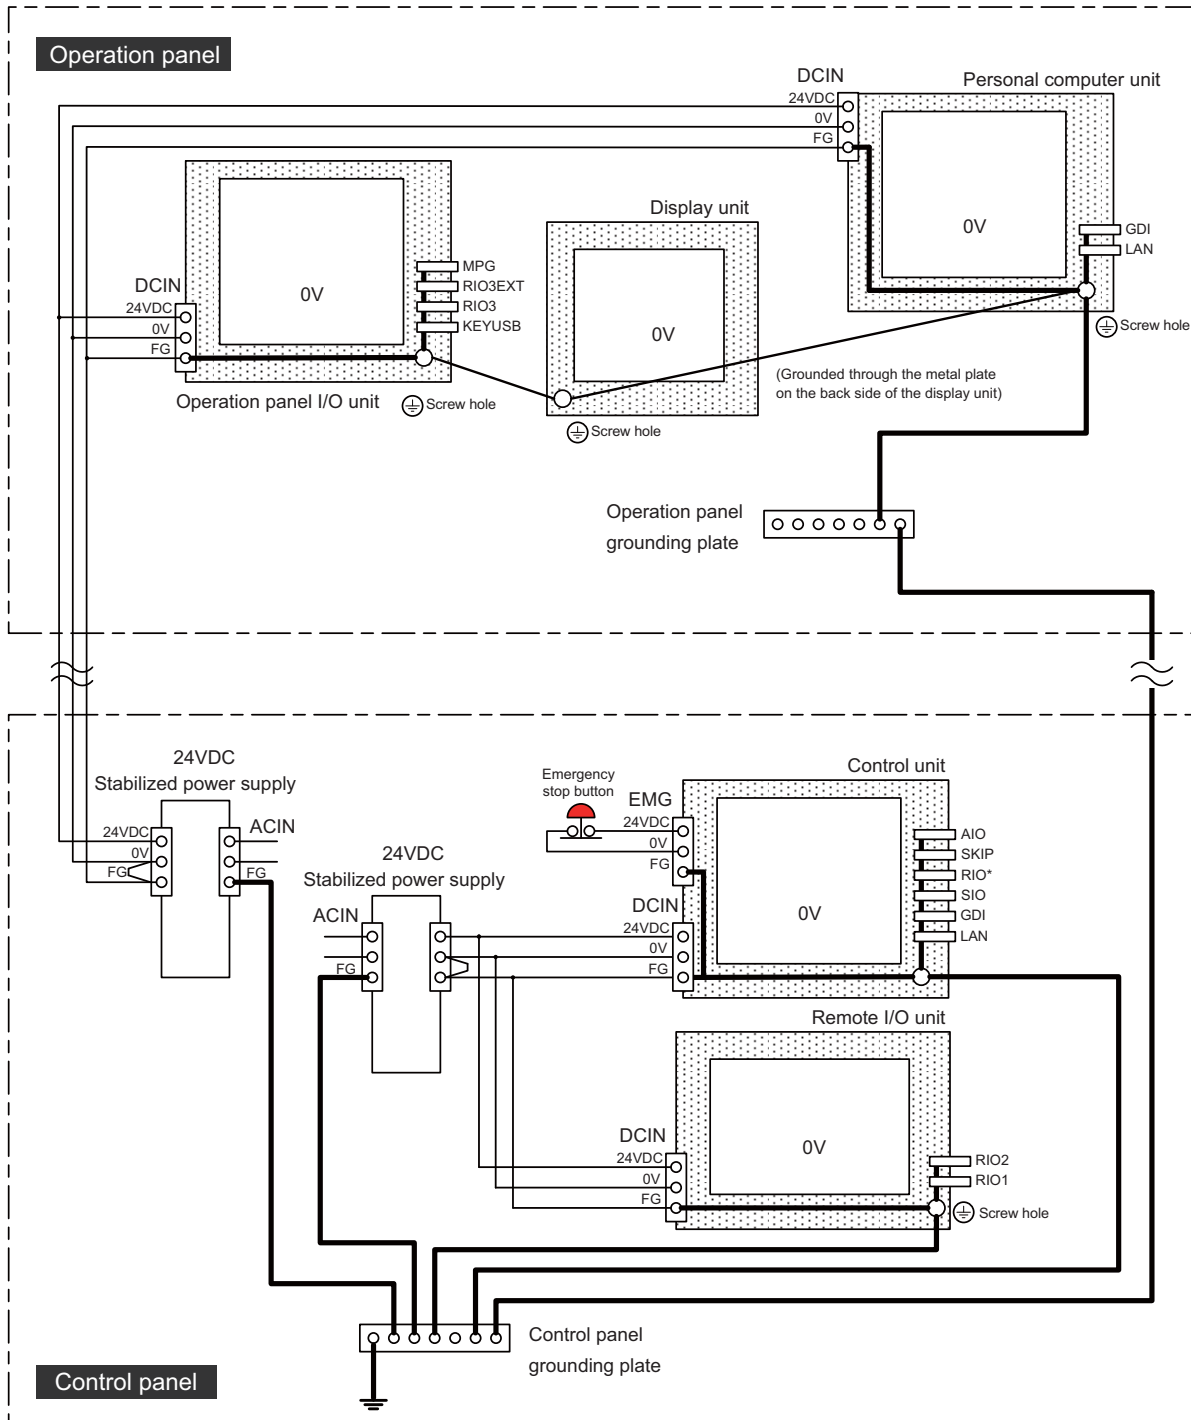 Operation panel
DCIN
Personal computer unit
24VDC
0V
FG
0V
GDI
LAN
Screw hole
Display unit
0V
(Grounded through the metal plate
on the back side of the display unit)
Screw hole
MPG
RIO3EXT
RIO3
KEYUSB
DCIN
24VDC
0V
FG
0V
Operation panel I/O unit
Screw hole
Operation panel
grounding plate
24VDC
Stabilized power supply
24VDC
0V
FG
ACIN
FG
24VDC
Stabilized power supply
ACIN
FG
Emergency
stop button
Control unit
EMG
24VDC
0V
FG
DCIN
24VDC
0V
FG
0V
AIO
SKIP
RIO*
SIO
GDI
LAN
Remote I/O unit
DCIN
24VDC
0V
FG
0V
RIO2
RIO1
Screw hole
Control panel
grounding plate
Control panel